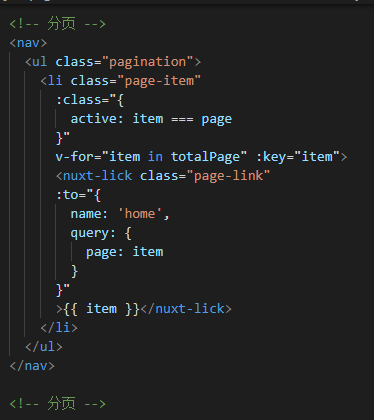 <!-- 分页 -->
<nav>
<ul class="pagination">
<li class="page-item"
:class="{
active: item === page
}"
v-for="item in totalPage" :key="item">
<nuxt-lick class="page-link"
:to="{
name: 'home',
query: {
page: item
}
}"
>{{ item }}</nuxt-lick>
</li>
</ul>
</nav>
<!-- 分页 -->